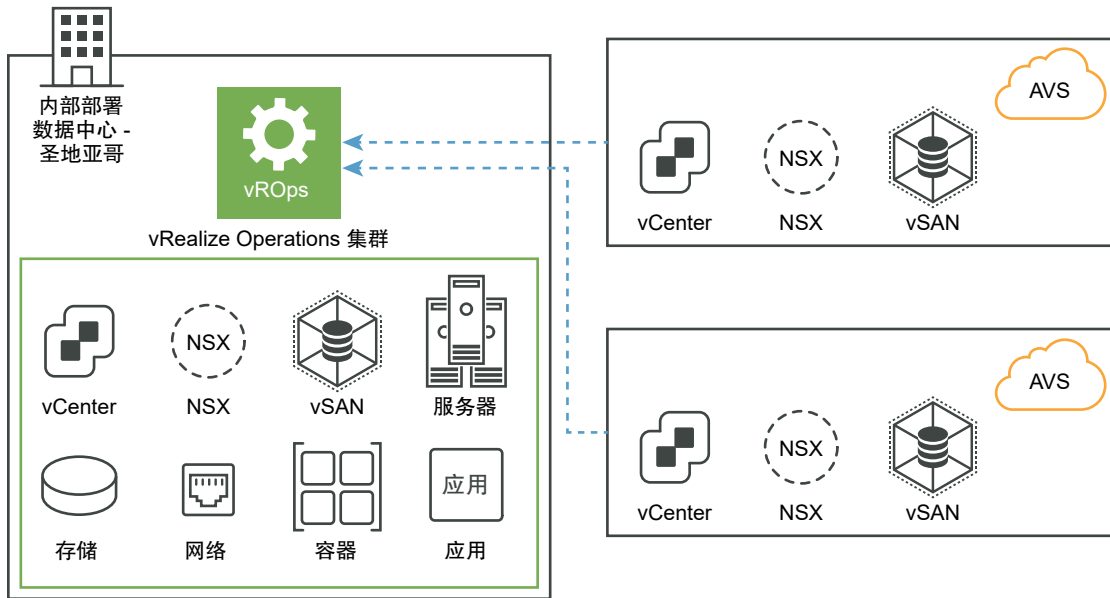 内部部署
数据中心 -
圣地亚哥
vROps
vRealize Operations 集群
NSX
vCenter
NSX
vSAN
服务器
应用
存储
网络
容器
应用
AVS
NSX
vCenter
NSX
vSAN
AVS
NSX
vCenter
NSX
vSAN